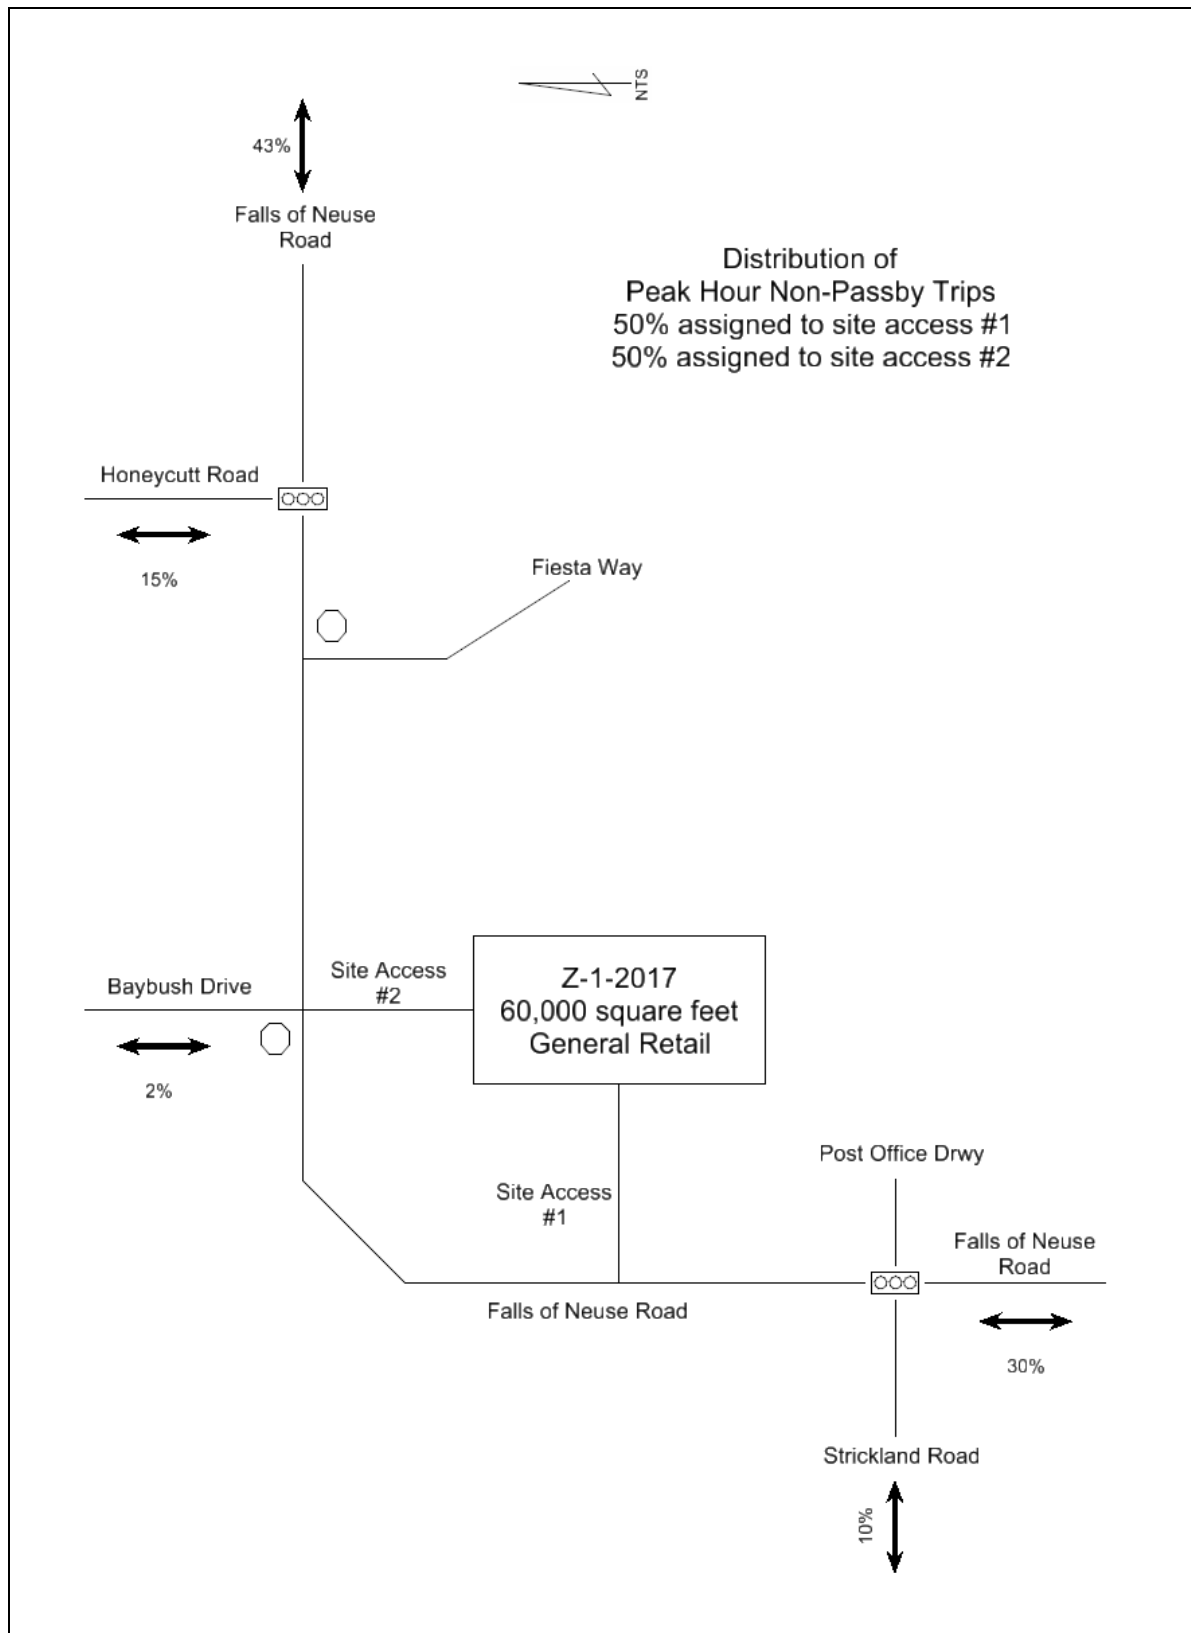 NTS
43%
Falls of Neuse
Road
Distribution of
Peak Hour Non-Passby Trips
50% assigned to site access #1
50% assigned to site access #2
Honeycutt Road
15%
Fiesta Way
Site Access
#2
Baybush Drive
2%
Z-1-2017
60,000 square feet
General Retail
Post Office Drwy
Site Access
#1
Falls of Neuse
Road
Falls of Neuse Road
30%
Strickland Road
10%